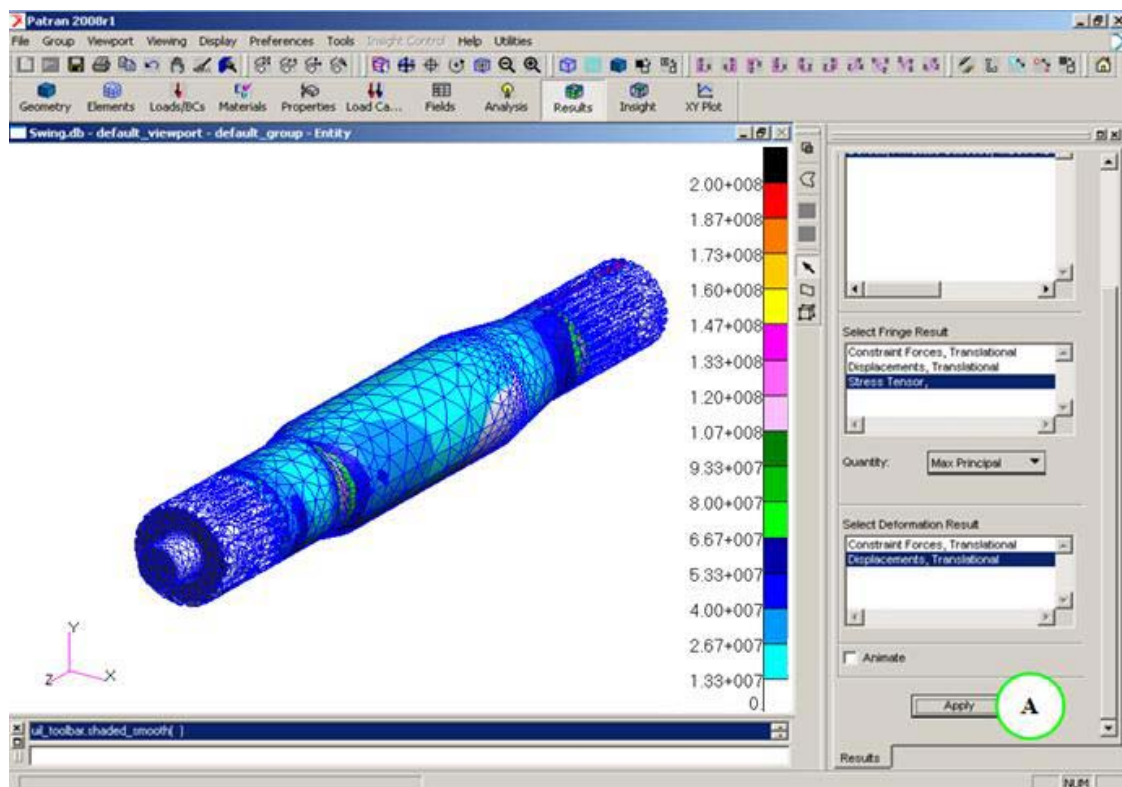 Patran 2008r1
File Group Viewport Viewing Display Preferences Tools Insight Control Help Utilities
Geometry Elements Loads/BCs Materials Properties Load Ca... Fields Analysis Results Insight XY Plot
Swing.db - default_viewport - default_group - Entity
2.00+008
1.87+008
1.73+008
1.60+008
1.47+008
1.33+008
1.20+008
1.07+008
9.33+007
8.00+007
6.67+007
5.33+007
4.00+007
2.67+007
1.33+007
0
Y
Z
X
Select Fringe Result
Constraint Forces, Translational
Displacements, Translational
Stress Tensor,
Quantity: Max Principal
Select Deformation Result
Constraint Forces, Translational
Displacements, Translational
Animate
Apply
A
Results
uil_toolbar.shaded_smooth( )
NUM